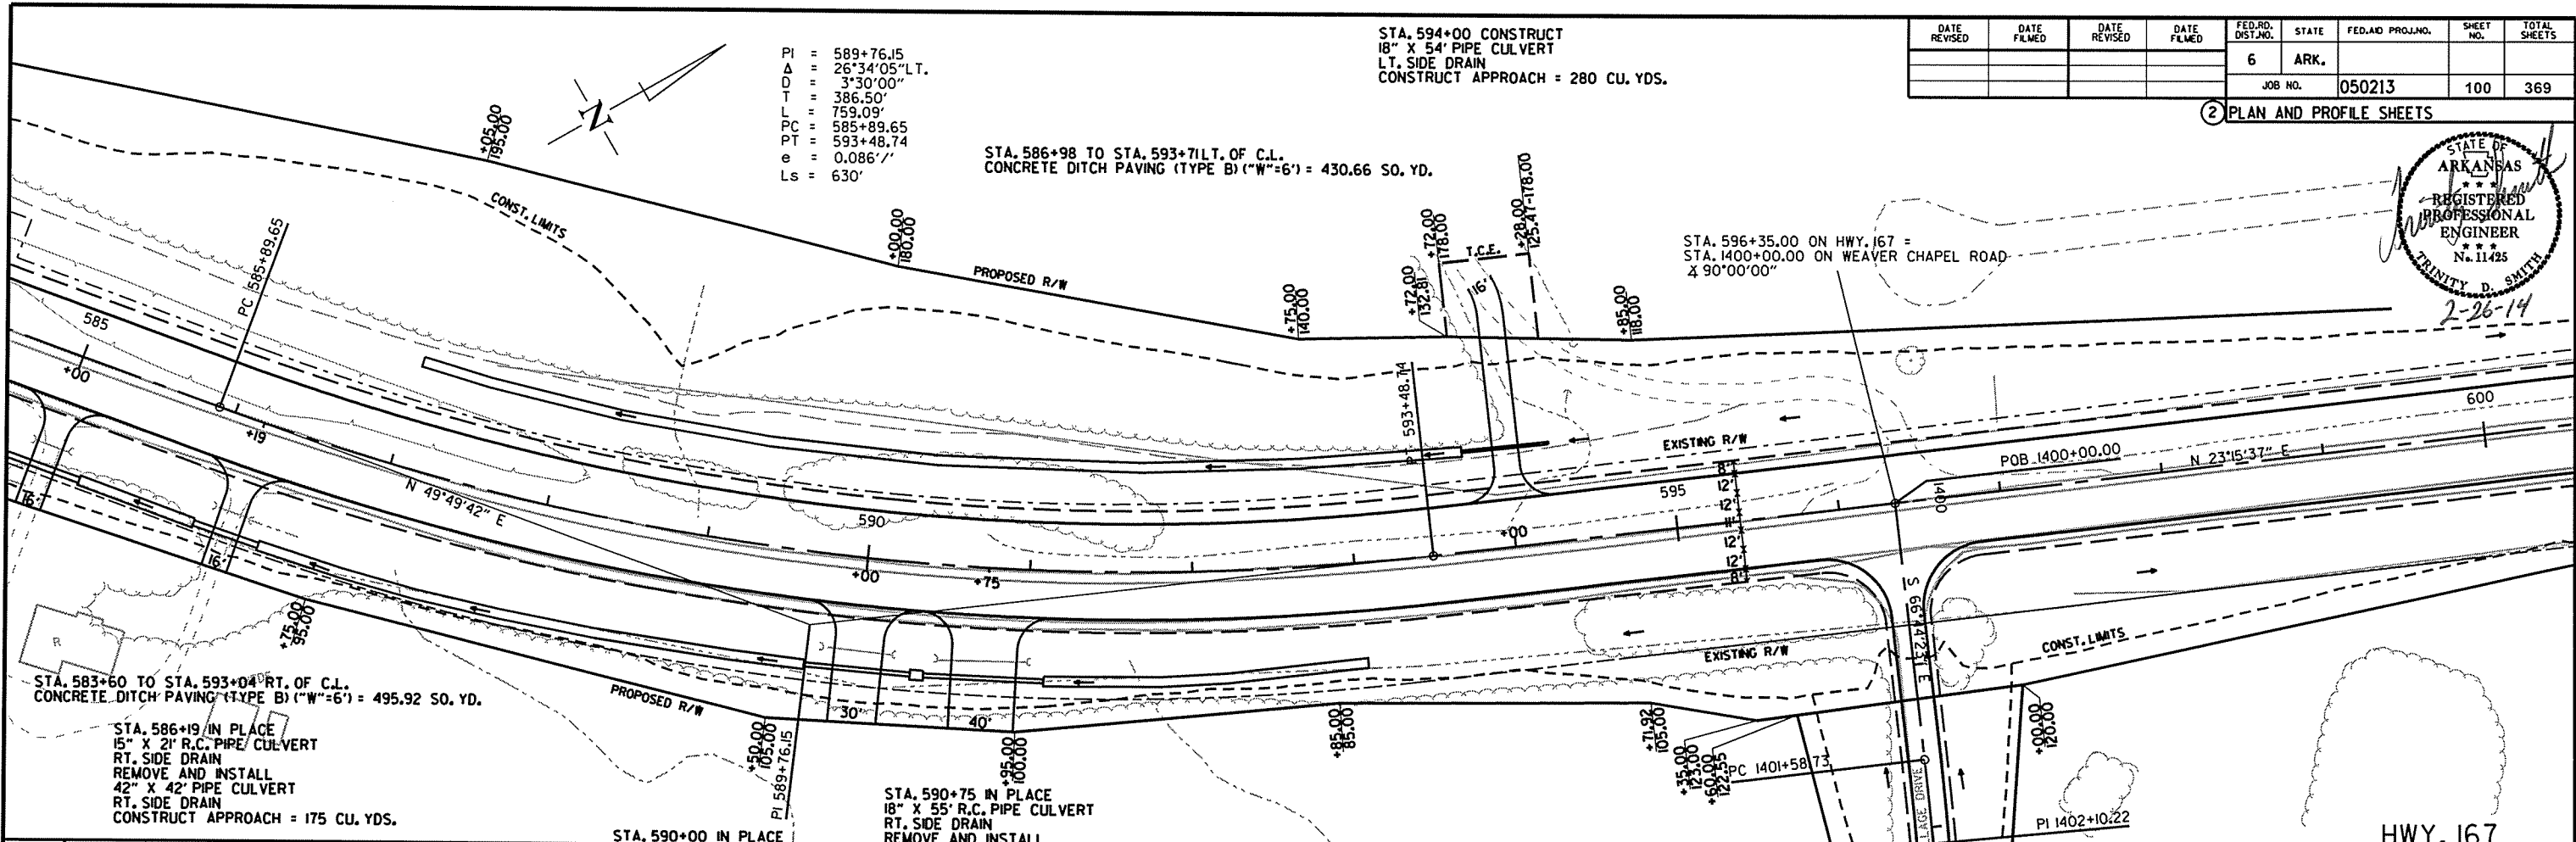 PI = 589+76.15
Δ = 26°34'05"LT.
D = 3°30'00"
T = 386.50'
L = 759.09'
PC = 585+89.65
PT = 593+48.74
e = 0.086'/'
Ls = 630'
STA. 594+00 CONSTRUCT
18" X 54' PIPE CULVERT
LT. SIDE DRAIN
CONSTRUCT APPROACH = 280 CU. YDS.
DATE REVISED
DATE FILMED
DATE REVISED
DATE FILMED
FED.RD. DIST.NO.
STATE
FED.AID PROJ.NO.
SHEET NO.
TOTAL SHEETS
6
ARK.
JOB NO.
050213
100
369
2 PLAN AND PROFILE SHEETS
STATE OF
ARKANSAS
★ ★ ★
REGISTERED
PROFESSIONAL
ENGINEER
★ ★ ★
No. 11425
TRINITY D. SMITH
2-26-14
STA. 586+98 TO STA. 593+71 LT. OF C.L.
CONCRETE DITCH PAVING (TYPE B) ("W"=6') = 430.66 SQ. YD.
STA. 596+35.00 ON HWY. 167 =
STA. 1400+00.00 ON WEAVER CHAPEL ROAD
∡ 90°00'00"
+05.00
195.00
CONST. LIMITS
PC 585+89.65
+00.00
180.00
PROPOSED R/W
+75.00
140.00
+72.00
132.81
+72.00
178.00
T.C.E.
+28.00
125.47-178.00
16'
+85.00
118.00
585
+00
+19
N 49°49'42" E
590
+00
+75
PT 593+48.74
+00
595
EXISTING R/W
8'
12'
12'
11'
12'
12'
8'
POB 1400+00.00
N 23°15'37" E
600
1400
S 66°44'23" E
16'
16'
R
+75.00
95.00
STA. 583+60 TO STA. 593+04 RT. OF C.L.
CONCRETE DITCH PAVING (TYPE B) ("W"=6') = 495.92 SQ. YD.
STA. 586+19 IN PLACE
15" X 21' R.C. PIPE CULVERT
RT. SIDE DRAIN
REMOVE AND INSTALL
42" X 42' PIPE CULVERT
RT. SIDE DRAIN
CONSTRUCT APPROACH = 175 CU. YDS.
PROPOSED R/W
+50.00
105.00
PI 589+76.15
30'
40'
+95.00
100.00
+85.00
85.00
+71.92
105.00
+35.00
123.00
+60.00
122.55
PC 1401+58.73
EXISTING R/W
CONST. LIMITS
+00.00
120.00
PI 1402+10.22
LAGE DRIVE
STA. 590+00 IN PLACE
STA. 590+75 IN PLACE
18" X 55' R.C. PIPE CULVERT
RT. SIDE DRAIN
REMOVE AND INSTALL
HWY. 167